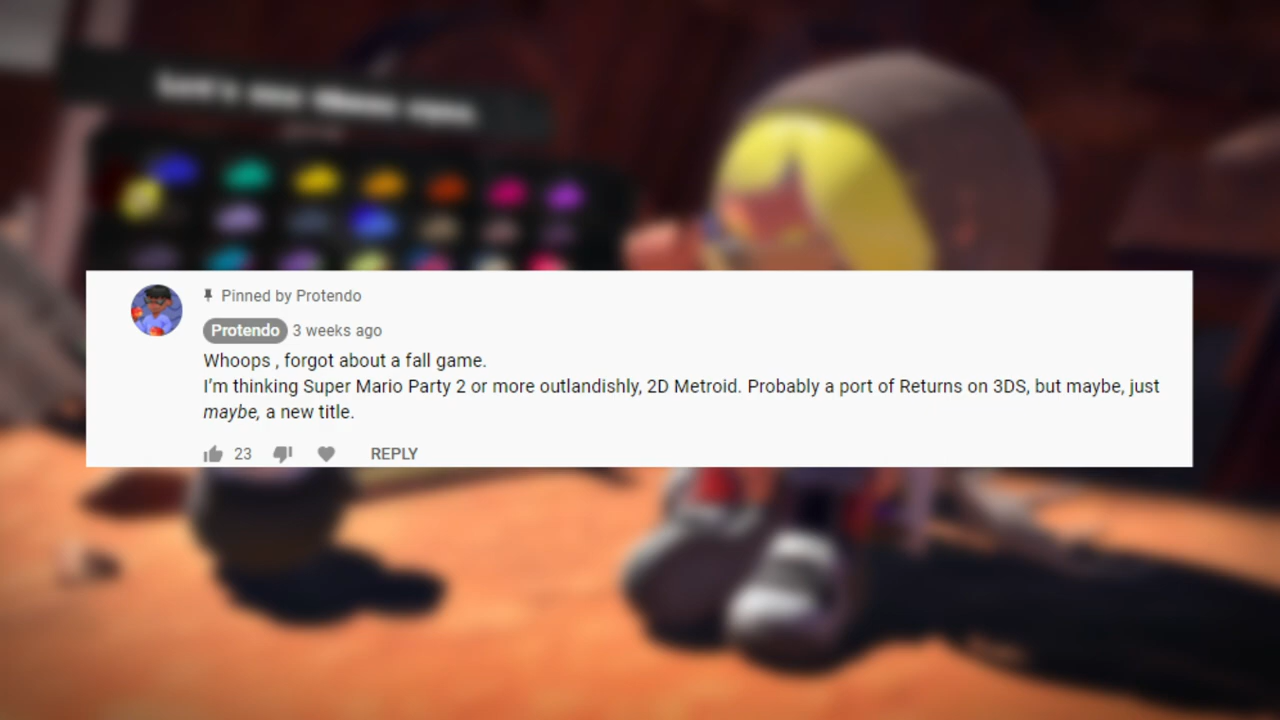 Pinned by Protendo
Protendo 3 weeks ago
Whoops , forgot about a fall game.
I'm thinking Super Mario Party 2 or more outlandishly, 2D Metroid. Probably a port of Returns on 3DS, but maybe, just
maybe, a new title.
23 REPLY